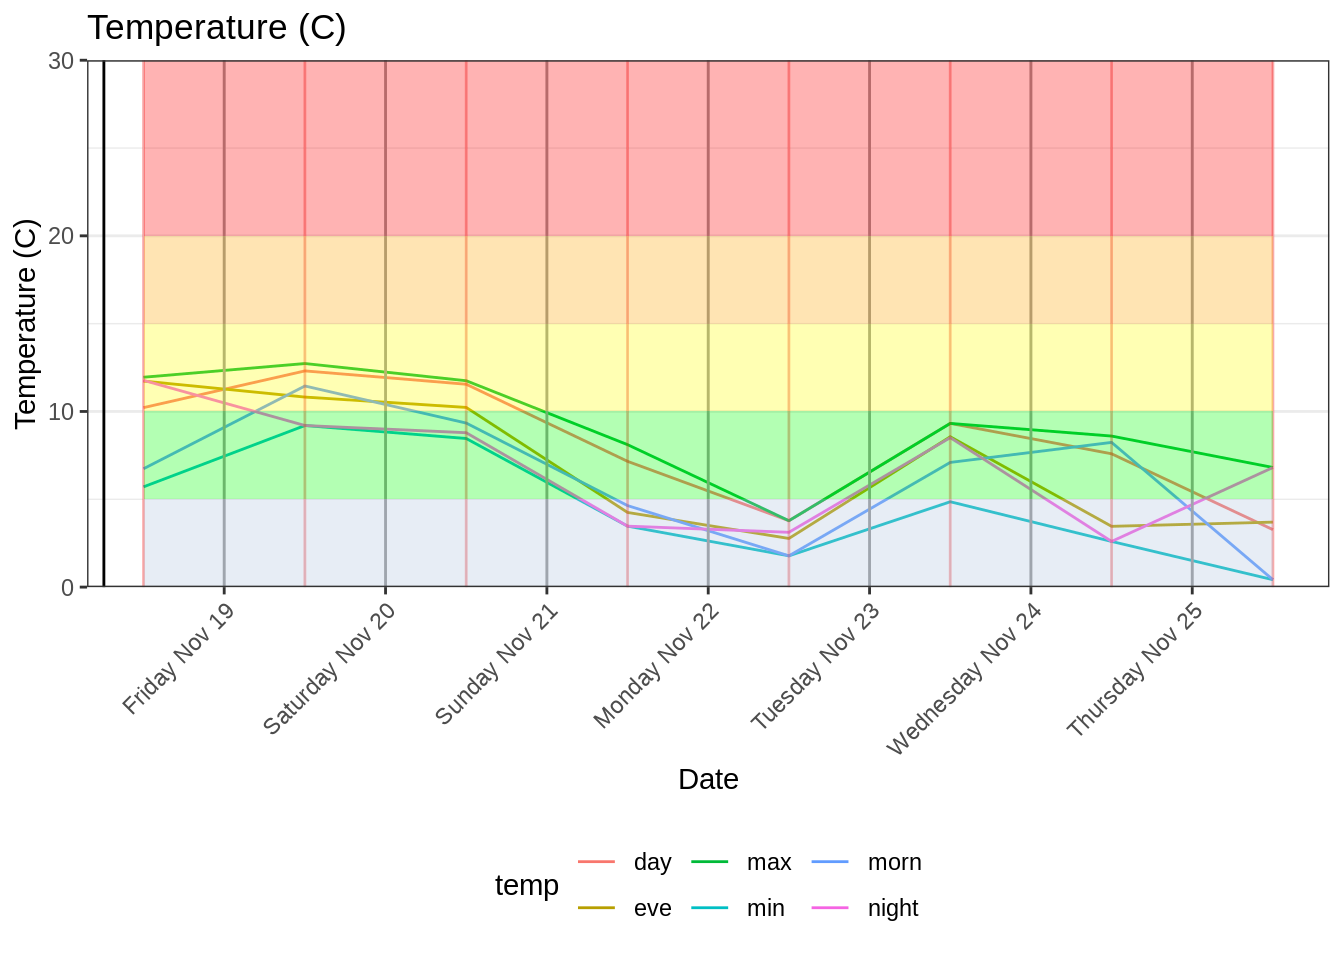 Temperature (C)
Temperature (C)
30
20
10
0
Friday Nov 19
Saturday Nov 20
Sunday Nov 21
Monday Nov 22
Tuesday Nov 23
Wednesday Nov 24
Thursday Nov 25
Date
temp
day
max
morn
eve
min
night